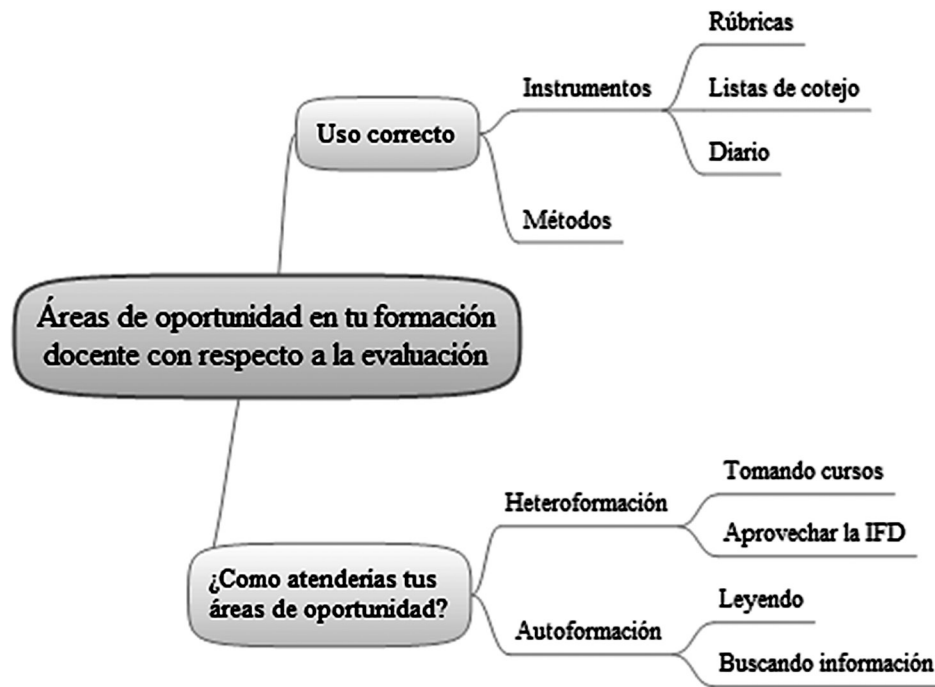 Uso correcto
Instrumentos
Rúbricas
Listas de cotejo
Diario
Métodos
Áreas de oportunidad en tu formación
docente con respecto a la evaluación
¿Como atenderias tus
áreas de oportunidad?
Heteroformación
Tomando cursos
Aprovechar la IFD
Autoformación
Leyendo
Buscando información